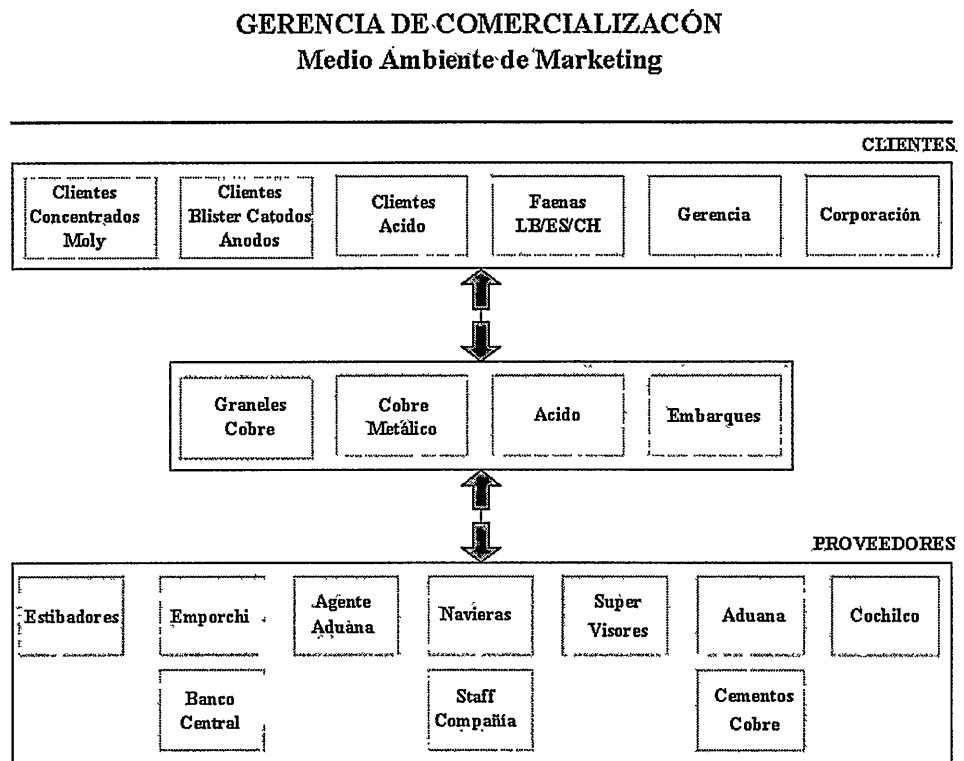 GERENCIA DE COMERCIALIZACÓN
Medio Ambiente de Marketing
CLIENTES
Clientes
Concentrados
Moly
Clientes
Blister Catodos
Anodos
Clientes
Acido
Faenas
LB/ES/CH
Gerencia
Corporación
Graneles
Cobre
Cobre
Metálico
Acido
Embarques
PROVEEDORES
Estibadores
Emporchi
Agente
Aduana
Navieras
Super
Visores
Aduana
Cochilco
Banco
Central
Staff
Compañía
Cementos
Cobre